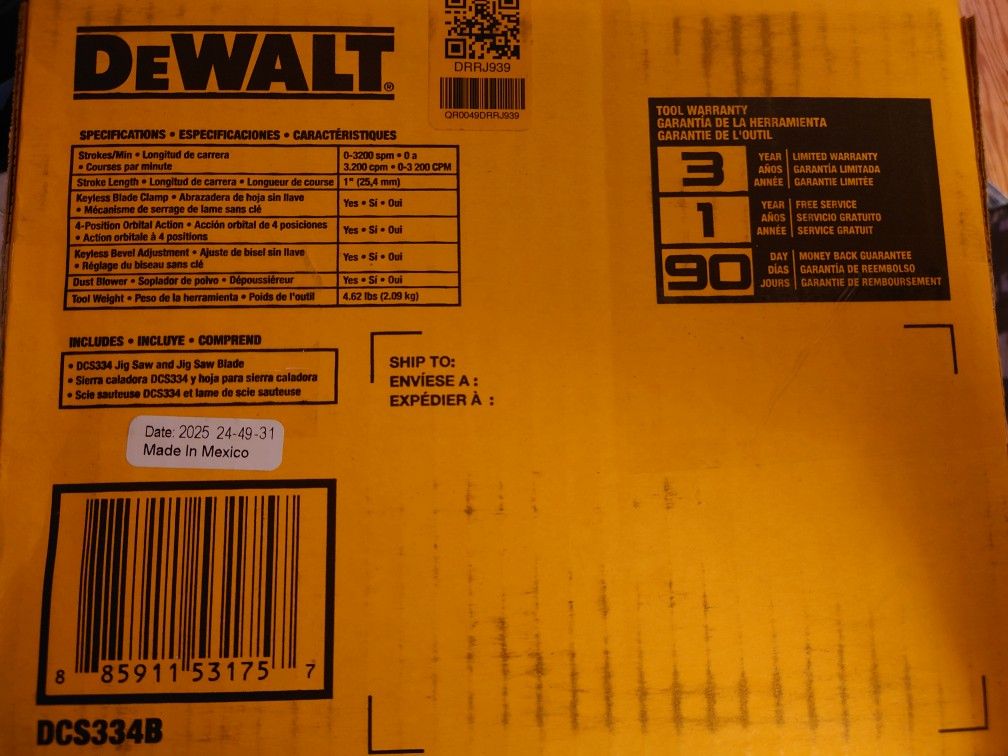 DEWALT®
DRRJ939
QR0049DRRJ939
SPECIFICATIONS • ESPECIFICACIONES • CARACTÉRISTIQUES
Strokes/Min • Longitud de carrera
• Courses par minute
0-3200 spm • 0 a
3.200 cpm • 0-3 200 CPM
Stroke Length • Longitud de carrera • Longueur de course
1" (25,4 mm)
Keyless Blade Clamp • Abrazadera de hoja sin llave
• Mécanisme de serrage de lame sans clé
Yes • Sí • Oui
4-Position Orbital Action • Acción orbital de 4 posiciones
• Action orbitale à 4 positions
Yes • Sí • Oui
Keyless Bevel Adjustment • Ajuste de bisel sin llave
• Réglage du biseau sans clé
Yes • Sí • Oui
Dust Blower • Soplador de polvo • Dépoussiéreur
Yes • Sí • Oui
Tool Weight • Peso de la herramienta • Poids de l'outil
4.62 lbs (2.09 kg)
TOOL WARRANTY
GARANTÍA DE LA HERRAMIENTA
GARANTIE DE L'OUTIL
3
YEAR LIMITED WARRANTY
AÑOS GARANTÍA LIMITADA
ANNÉE GARANTIE LIMITÉE
1
YEAR FREE SERVICE
AÑOS SERVICIO GRATUITO
ANNÉE SERVICE GRATUIT
90
DAY MONEY BACK GUARANTEE
DÍAS GARANTÍA DE REEMBOLSO
JOURS GARANTIE DE REMBOURSEMENT
INCLUDES • INCLUYE • COMPREND
• DCS334 Jig Saw and Jig Saw Blade
• Sierra caladora DCS334 y hoja para sierra caladora
• Scie sauteuse DCS334 et lame de scie sauteuse
SHIP TO:
ENVÍESE A :
EXPÉDIER À :
Date: 2025 24-49-31
Made In Mexico
8 85911 53175 7
DCS334B